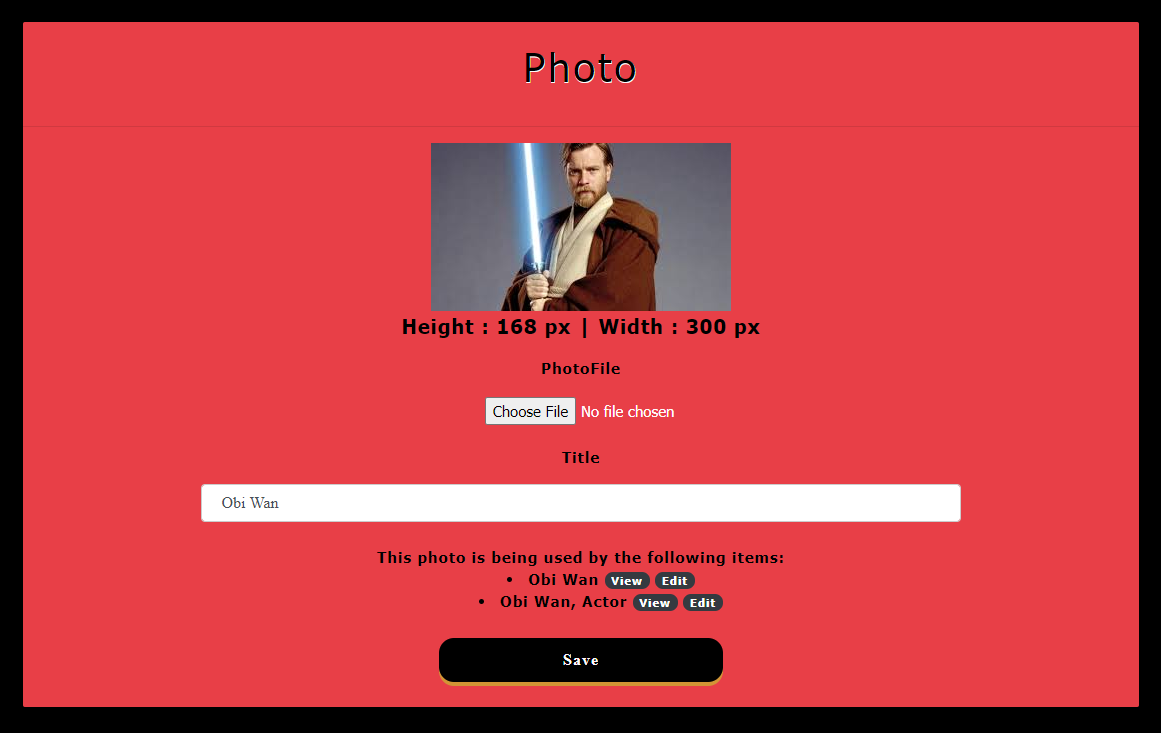 Photo
Height : 168 px | Width : 300 px
PhotoFile
Choose File No file chosen
Title
Obi Wan
This photo is being used by the following items:
• Obi Wan View Edit
• Obi Wan, Actor View Edit
Save